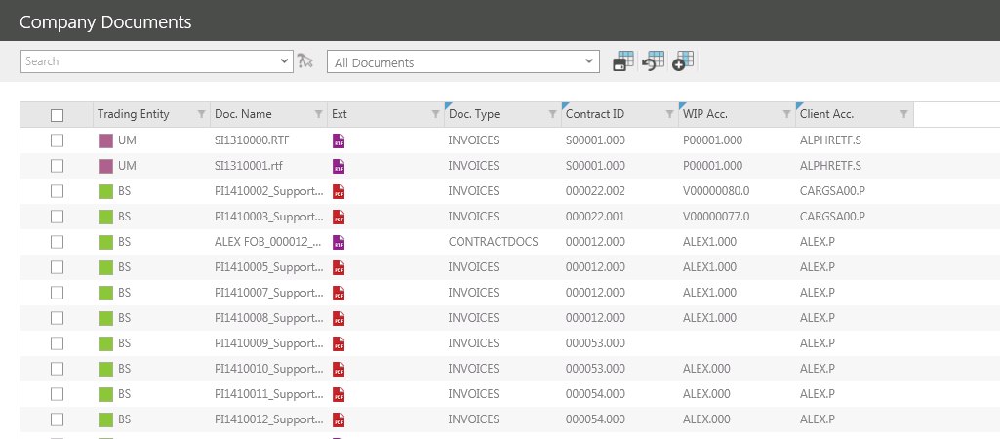 Company Documents
Search All Documents
Trading Entity Doc. Name Ext Doc. Type Contract ID WIP Acc. Client Acc.
UM SI1310000.RTF RTF INVOICES S00001.000 P00001.000 ALPHRETF.S
UM SI1310001.rtf RTF INVOICES S00001.000 P00001.000 ALPHRETF.S
BS PI1410002_Support... PDF INVOICES 000022.002 V00000080.0 CARGSA00.P
BS PI1410003_Support... PDF INVOICES 000022.001 V00000077.0 CARGSA00.P
BS ALEX FOB_000012_... RTF CONTRACTDOCS 000012.000 ALEX1.000 ALEX.P
BS PI1410005_Support... PDF INVOICES 000012.000 ALEX1.000 ALEX.P
BS PI1410007_Support... PDF INVOICES 000012.000 ALEX1.000 ALEX.P
BS PI1410008_Support... PDF INVOICES 000012.000 ALEX1.000 ALEX.P
BS PI1410009_Support... PDF INVOICES 000053.000 ALEX.P
BS PI1410010_Support... PDF INVOICES 000053.000 ALEX.000 ALEX.P
BS PI1410011_Support... PDF INVOICES 000054.000 ALEX.000 ALEX.P
BS PI1410012_Support... PDF INVOICES 000054.000 ALEX.000 ALEX.P